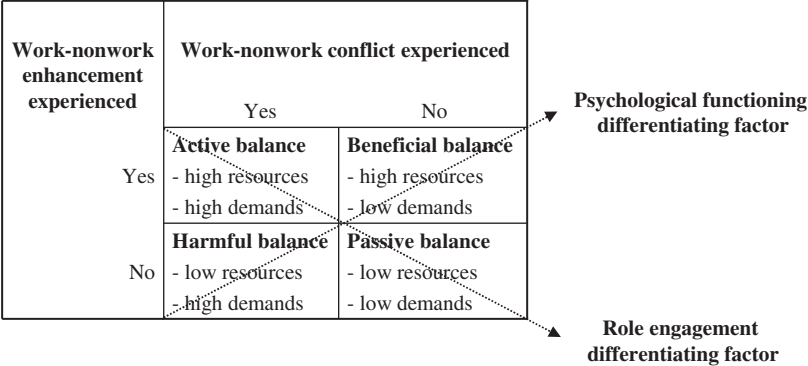 Work-nonwork
enhancement
experienced
Work-nonwork conflict experienced
Yes
No
Psychological functioning
differentiating factor
Yes
Active balance
- high resources
- high demands
Beneficial balance
- high resources
- low demands
No
Harmful balance
- low resources
- high demands
Passive balance
- low resources
- low demands
Role engagement
differentiating factor